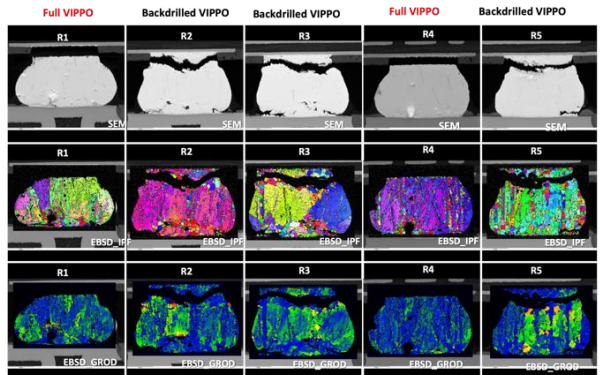 Full VIPPO Backdrilled VIPPO Backdrilled VIPPO Full VIPPO Backdrilled VIPPO
R1 R2 R3 R4 R5
SEM SEM SEM SEM SEM
R1 R2 R3 R4 R5
EBSD_IPF EBSD_IPF EBSD_IPF EBSD_IPF EBSD_IPF
R1 R2 R3 R4 R5
EBSD_GROD EBSD_GROD EBSD_GROD EBSD_GROD EBSD_GROD